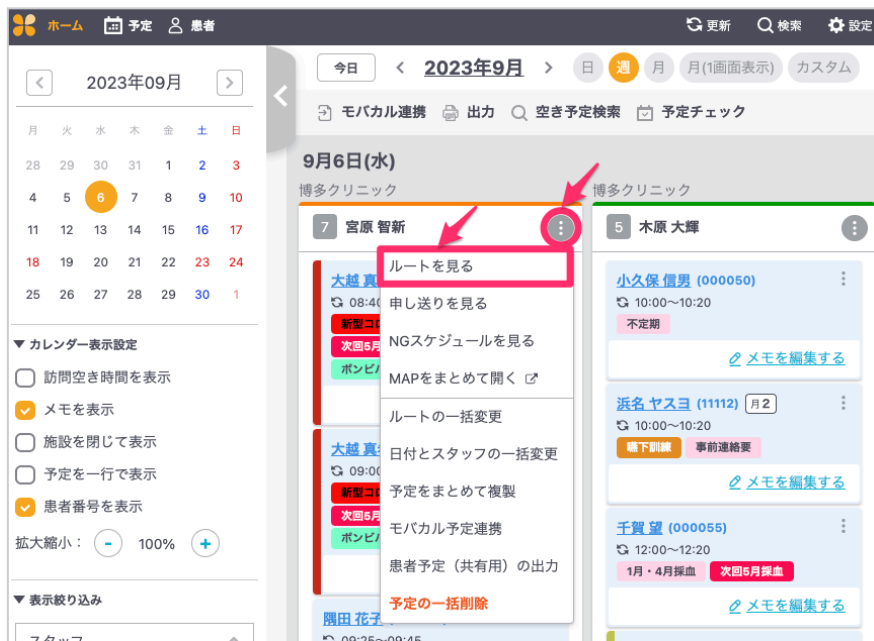 ホーム 予定 患者 更新 検索 設定
2023年09月
月 火 水 木 金 土 日
28 29 30 31 1 2 3
4 5 6 7 8 9 10
11 12 13 14 15 16 17
18 19 20 21 22 23 24
25 26 27 28 29 30 1
▼ カレンダー表示設定
訪問空き時間を表示
メモを表示
施設を閉じて表示
予定を一行で表示
患者番号を表示
拡大縮小： - 100% +
▼ 表示絞り込み
スタッフ
今日 2023年9月 日 週 月 月(1画面表示) カスタム
モバカル連携 出力 空き予定検索 予定チェック
9月6日(水)
博多クリニック
7 宮原 智新
大越 真
08:40
新型コロ
次回5月
ボンビバ
大越 真
09:00
新型コロ
次回5月
ボンビバ
隅田 花子
09:25~09:45
ルートを見る
申し送りを見る
NGスケジュールを見る
MAPをまとめて開く
ルートの一括変更
日付とスタッフの一括変更
予定をまとめて複製
モバカル予定連携
患者予定（共有用）の出力
予定の一括削除
博多クリニック
5 木原 大輝
小久保 信男 (000050)
10:00~10:20
不定期
メモを編集する
浜名 ヤスヨ (11112) 月2
10:00~10:20
嚥下訓練 事前連絡要
メモを編集する
千賀 望 (000055)
12:00~12:20
1月・4月採血 次回5月採血
メモを編集する